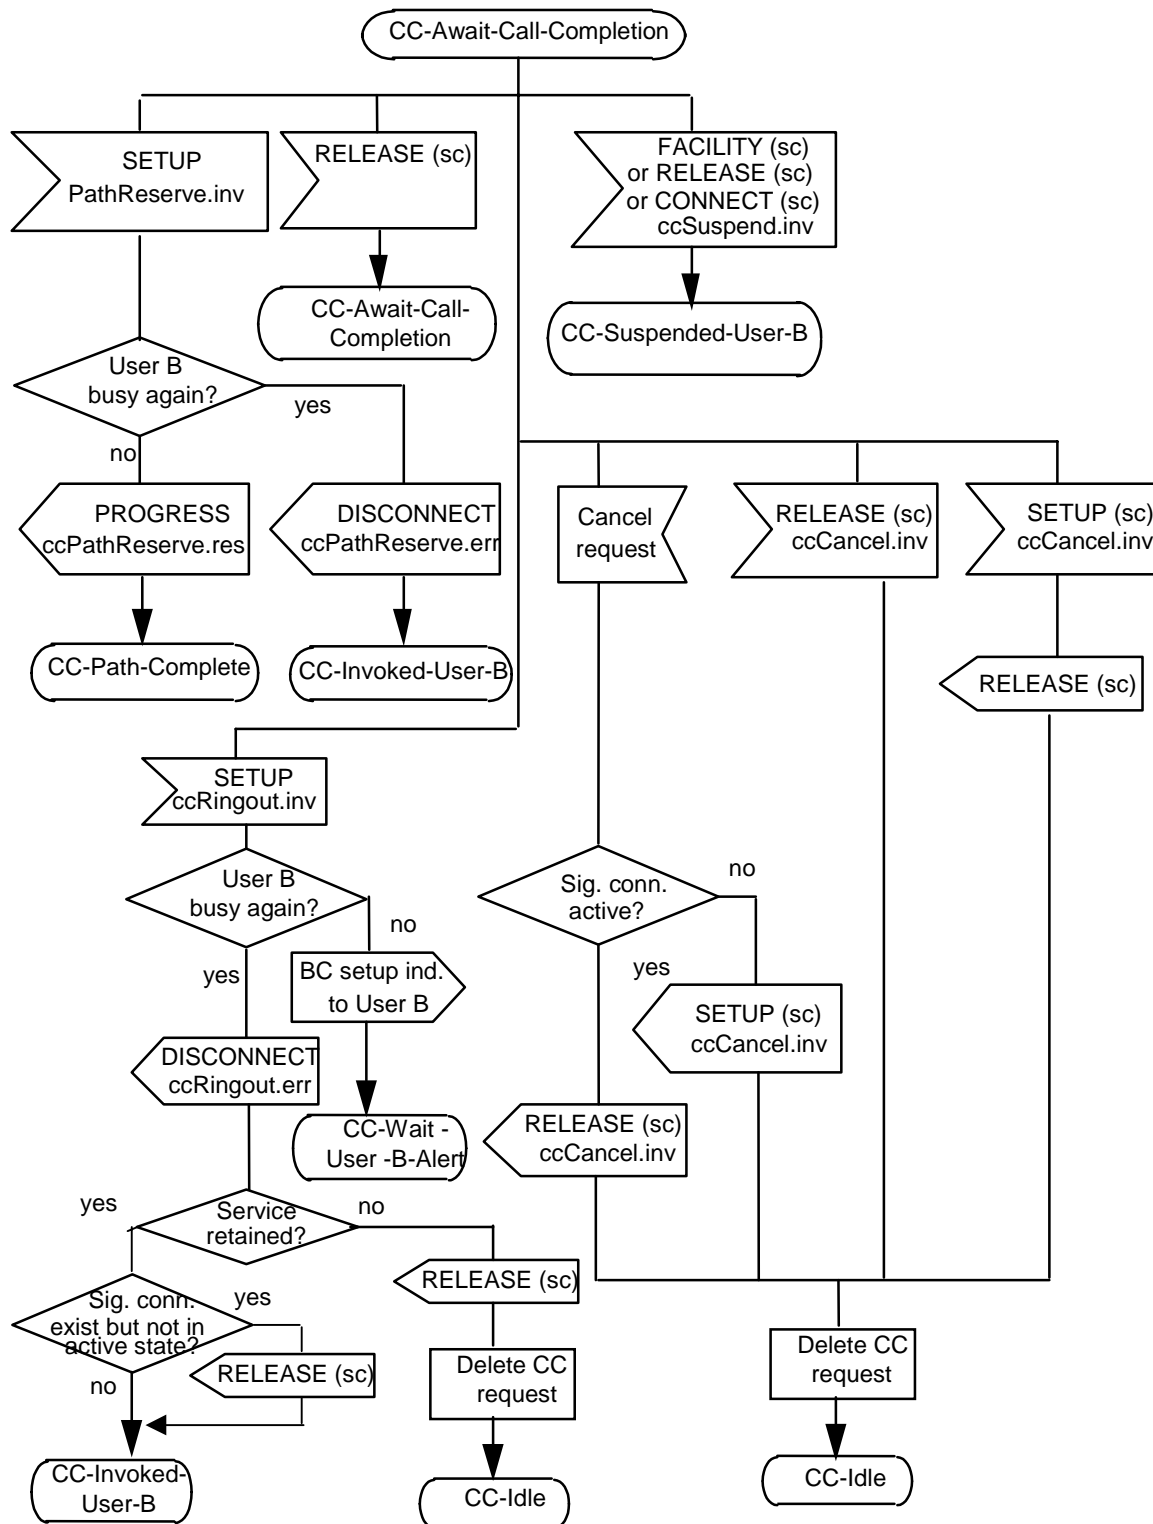 CC-Await-Call-Completion
SETUP
PathReserve.inv
RELEASE (sc)
FACILITY (sc)
or RELEASE (sc)
or CONNECT (sc)
ccSuspend.inv
CC-Await-Call-
Completion
CC-Suspended-User-B
User B
busy again?
yes
no
PROGRESS
ccPathReserve.res
DISCONNECT
ccPathReserve.err
Cancel
request
RELEASE (sc)
ccCancel.inv
SETUP (sc)
ccCancel.inv
CC-Path-Complete
CC-Invoked-User-B
RELEASE (sc)
SETUP
ccRingout.inv
User B
busy again?
no
yes
BC setup ind.
to User B
Sig. conn.
active?
no
yes
SETUP (sc)
ccCancel.inv
DISCONNECT
ccRingout.err
CC-Wait -
User -B-Alert
RELEASE (sc)
ccCancel.inv
yes
Service
retained?
no
RELEASE (sc)
Sig. conn.
exist but not in
active state?
yes
no
RELEASE (sc)
Delete CC
request
Delete CC
request
CC-Invoked-
User-B
CC-Idle
CC-Idle